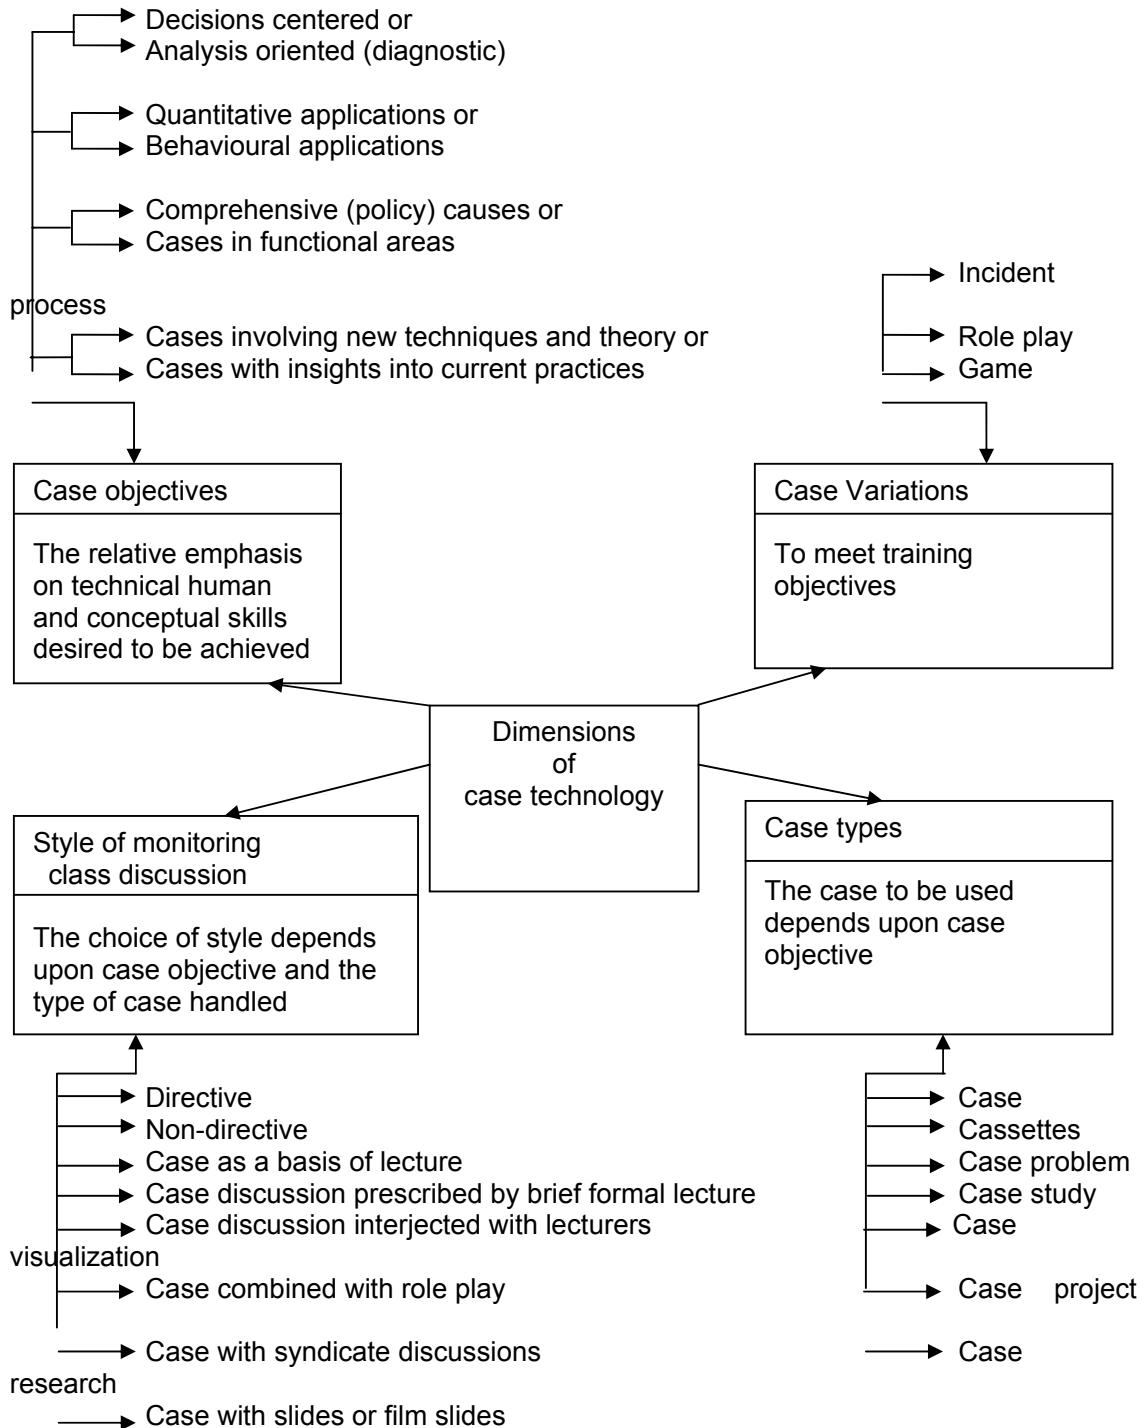 Decisions centered or
Analysis oriented (diagnostic)
Quantitative applications or
Behavioural applications
Comprehensive (policy) causes or
Cases in functional areas
Incident
process
Cases involving new techniques and theory or
Role play
Cases with insights into current practices
Game
Case objectives
The relative emphasis
on technical human
and conceptual skills
desired to be achieved
Case Variations
To meet training
objectives
Dimensions
of
case technology
Style of monitoring
class discussion
The choice of style depends
upon case objective and the
type of case handled
Case types
The case to be used
depends upon case
objective
Directive
Non-directive
Case as a basis of lecture
Case discussion prescribed by brief formal lecture
Case discussion interjected with lecturers
visualization
Case combined with role play
Case with syndicate discussions
research
Case with slides or film slides
Case
Cassettes
Case problem
Case study
Case
Case project
Case